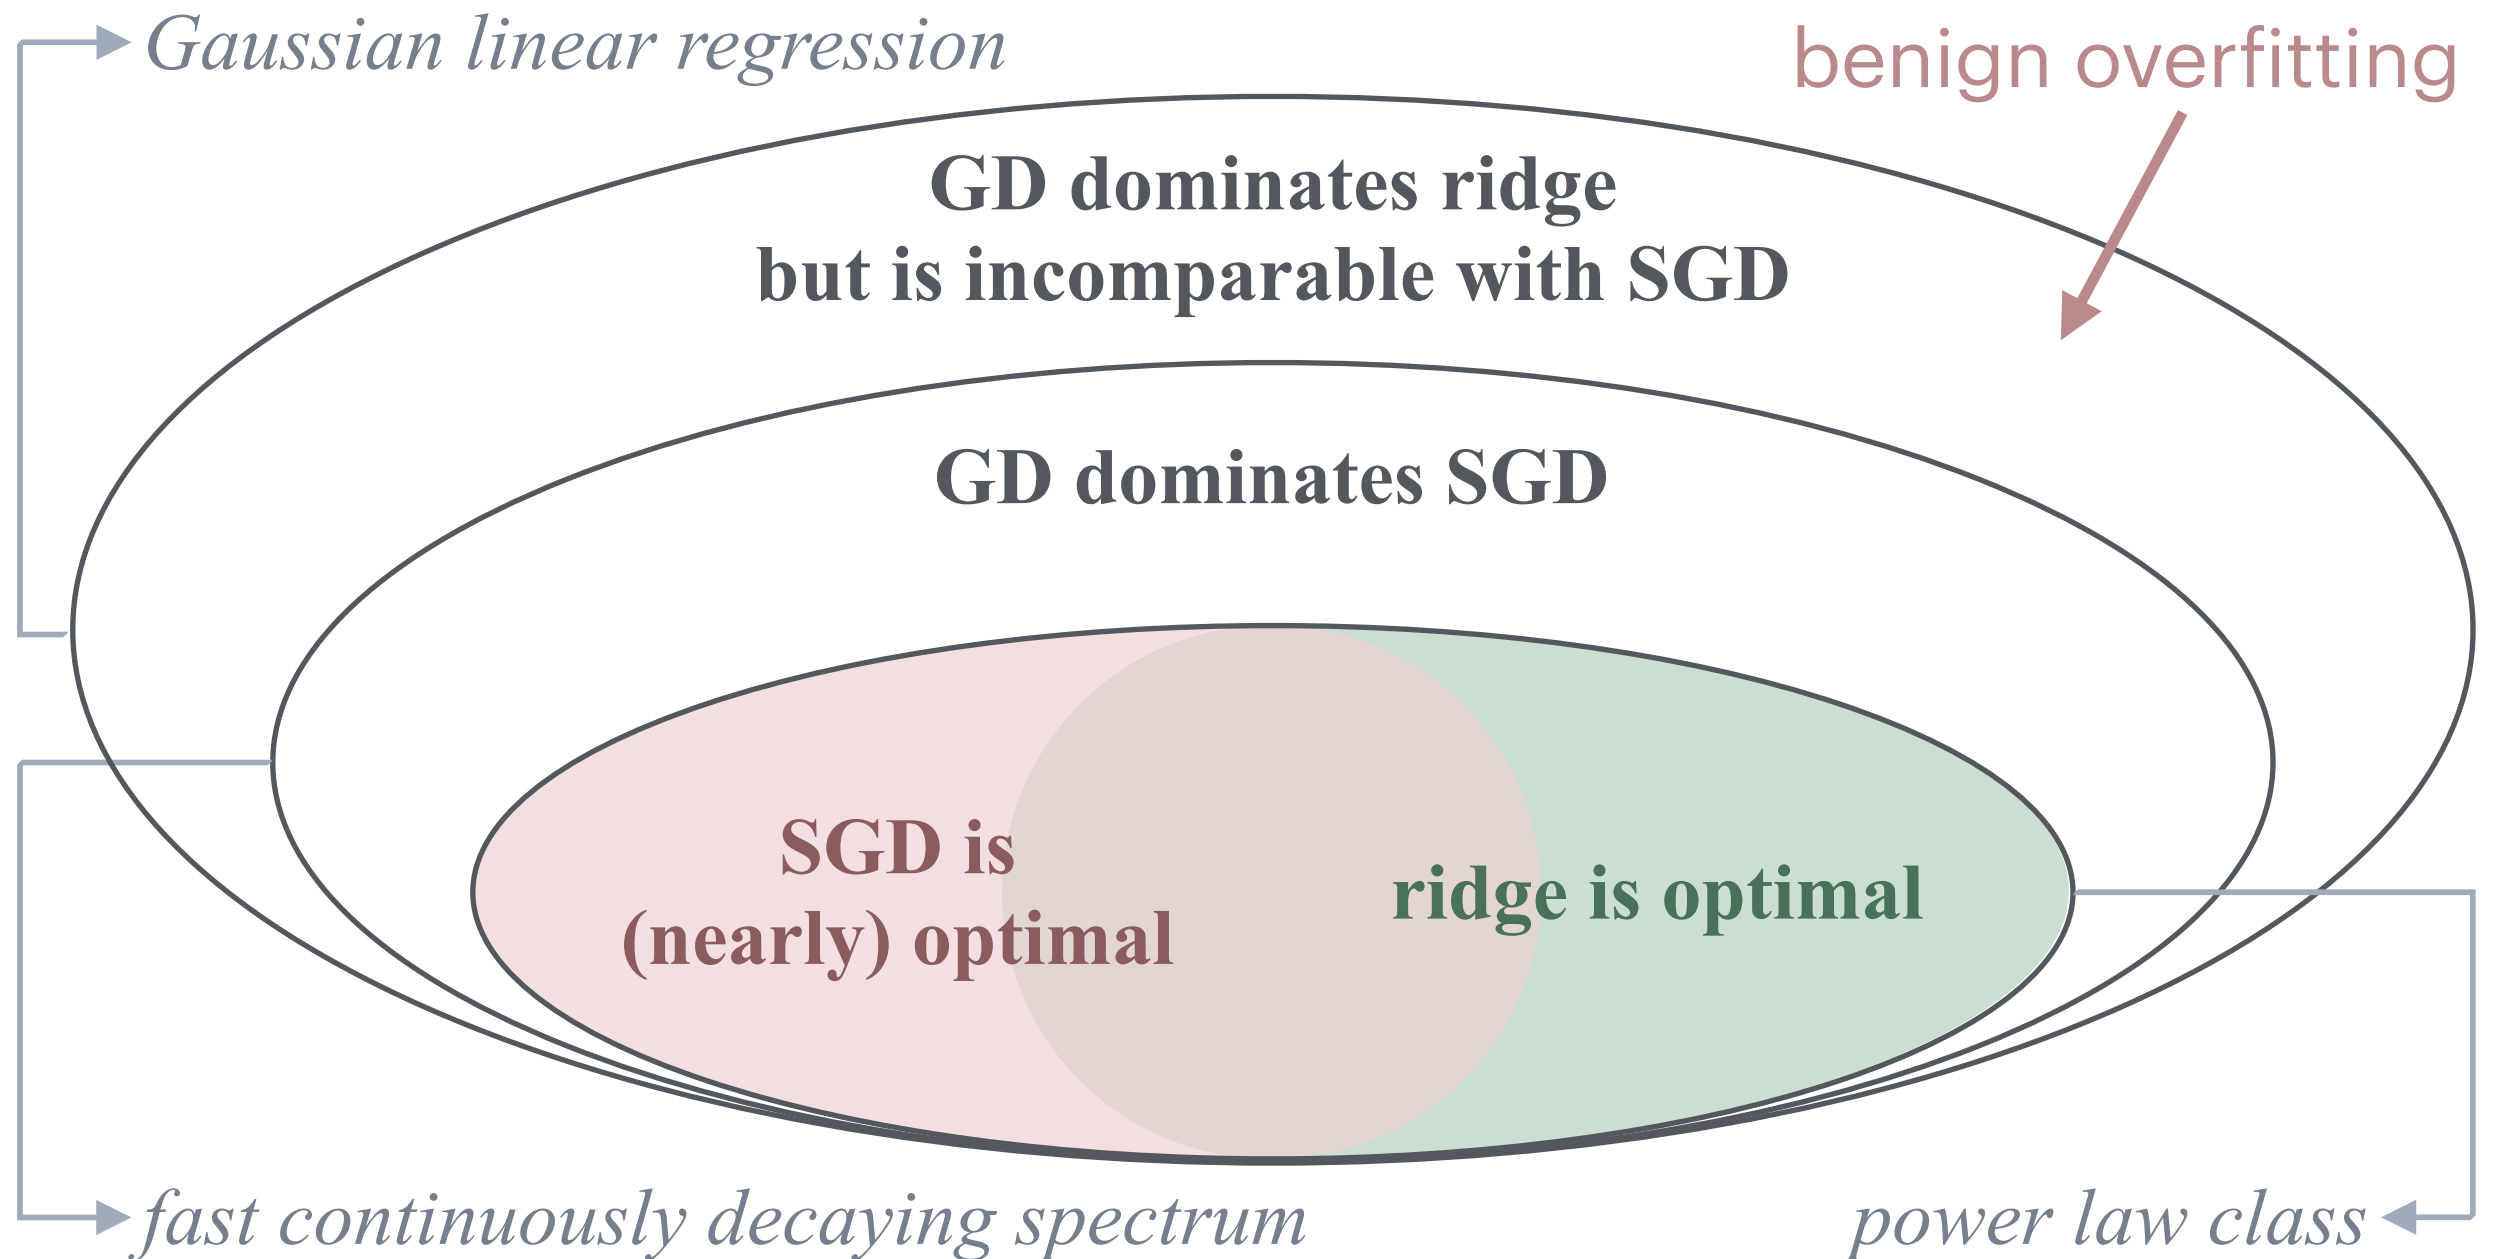 Gaussian linear regression
benign overfitting
GD dominates ridge
but is incomparable with SGD
GD dominates SGD
SGD is
(nearly) optimal
ridge is optimal
fast continuously decaying spectrum
power law class